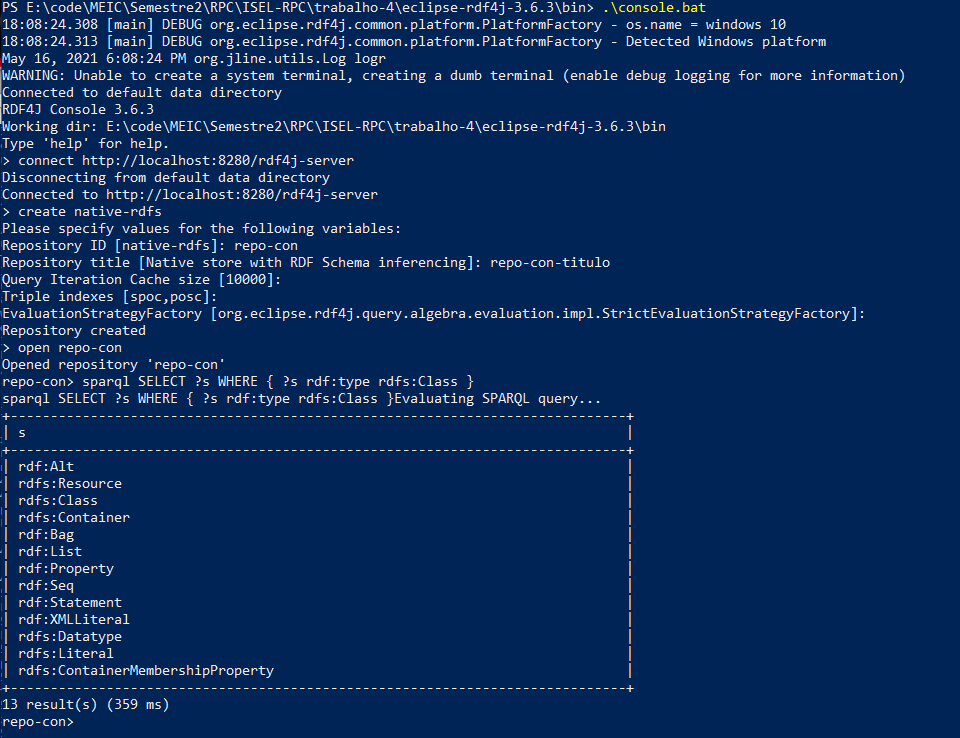 PS E:\code\MEIC\Semestre2\RPC\ISEL-RPC\trabalho-4\eclipse-rdf4j-3.6.3\bin> .\console.bat
18:08:24.308 [main] DEBUG org.eclipse.rdf4j.common.platform.PlatformFactory - os.name = windows 10
18:08:24.313 [main] DEBUG org.eclipse.rdf4j.common.platform.PlatformFactory - Detected Windows platform
May 16, 2021 6:08:24 PM org.jline.utils.Log logr
WARNING: Unable to create a system terminal, creating a dumb terminal (enable debug logging for more information)
Connected to default data directory
RDF4J Console 3.6.3
Working dir: E:\code\MEIC\Semestre2\RPC\ISEL-RPC\trabalho-4\eclipse-rdf4j-3.6.3\bin
Type 'help' for help.
> connect http://localhost:8280/rdf4j-server
Disconnecting from default data directory
Connected to http://localhost:8280/rdf4j-server
> create native-rdfs
Please specify values for the following variables:
Repository ID [native-rdfs]: repo-con
Repository title [Native store with RDF Schema inferencing]: repo-con-titulo
Query Iteration Cache size [10000]:
Triple indexes [spoc,posc]:
EvaluationStrategyFactory [org.eclipse.rdf4j.query.algebra.evaluation.impl.StrictEvaluationStrategyFactory]:
Repository created
> open repo-con
Opened repository 'repo-con'
repo-con> sparql SELECT ?s WHERE { ?s rdf:type rdfs:Class }
sparql SELECT ?s WHERE { ?s rdf:type rdfs:Class }Evaluating SPARQL query...
+-----------------------------------------------------------------------------+
| s |
+-----------------------------------------------------------------------------+
| rdf:Alt |
| rdfs:Resource |
| rdfs:Class |
| rdfs:Container |
| rdf:Bag |
| rdf:List |
| rdf:Property |
| rdf:Seq |
| rdf:Statement |
| rdf:XMLLiteral |
| rdfs:Datatype |
| rdfs:Literal |
| rdfs:ContainerMembershipProperty |
+-----------------------------------------------------------------------------+
13 result(s) (359 ms)
repo-con>